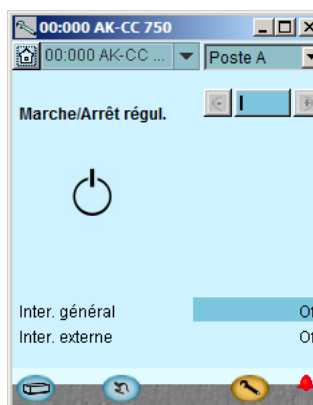 00:000 AK-CC 750
00:000 AK-CC ... Poste A
Marche/Arrêt régul. I
Inter. général
Inter. externe